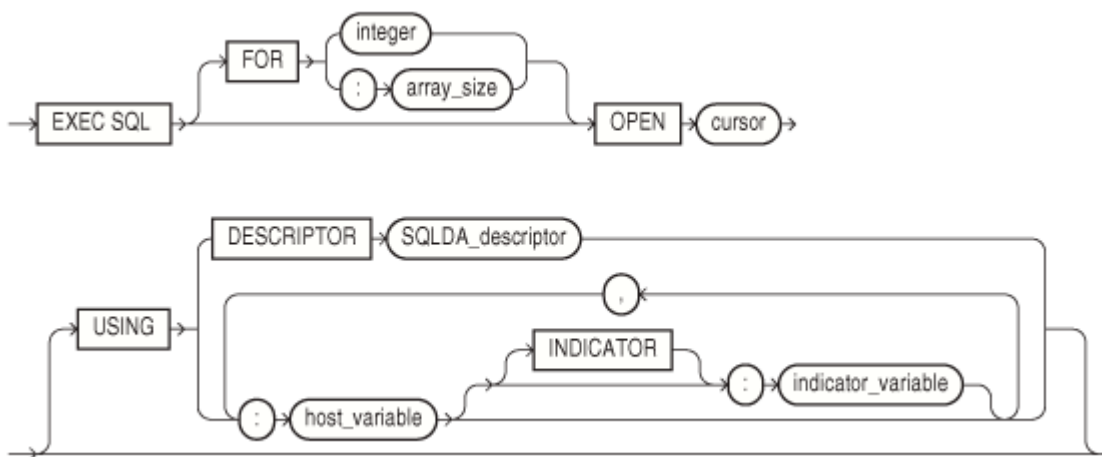 integer
FOR
: array_size
EXEC SQL OPEN cursor
DESCRIPTOR SQLDA_descriptor
,
USING
INDICATOR
: indicator_variable
: host_variable